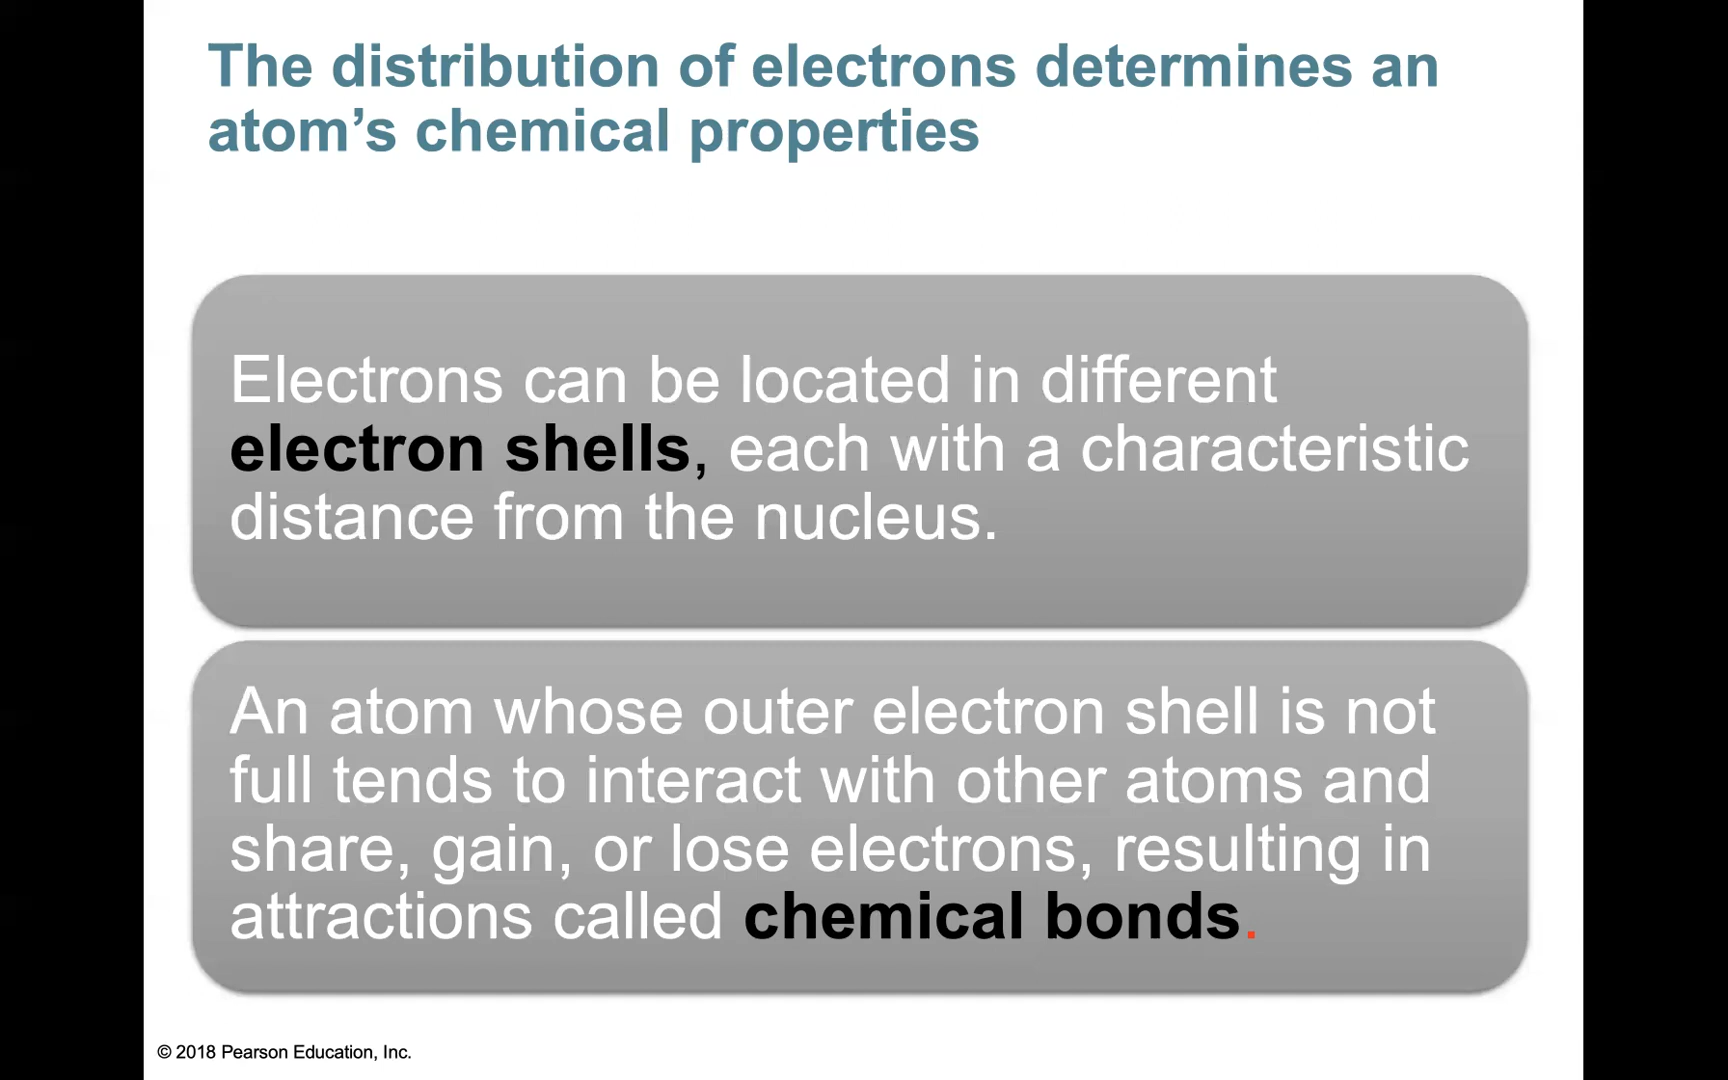 The distribution of electrons determines an
atom’s chemical properties
Electrons can be located in different
electron shells, each with a characteristic
distance from the nucleus.
An atom whose outer electron shell is not
full tends to interact with other atoms and
share, gain, or lose electrons, resulting in
attractions called chemical bonds.
© 2018 Pearson Education, Inc.